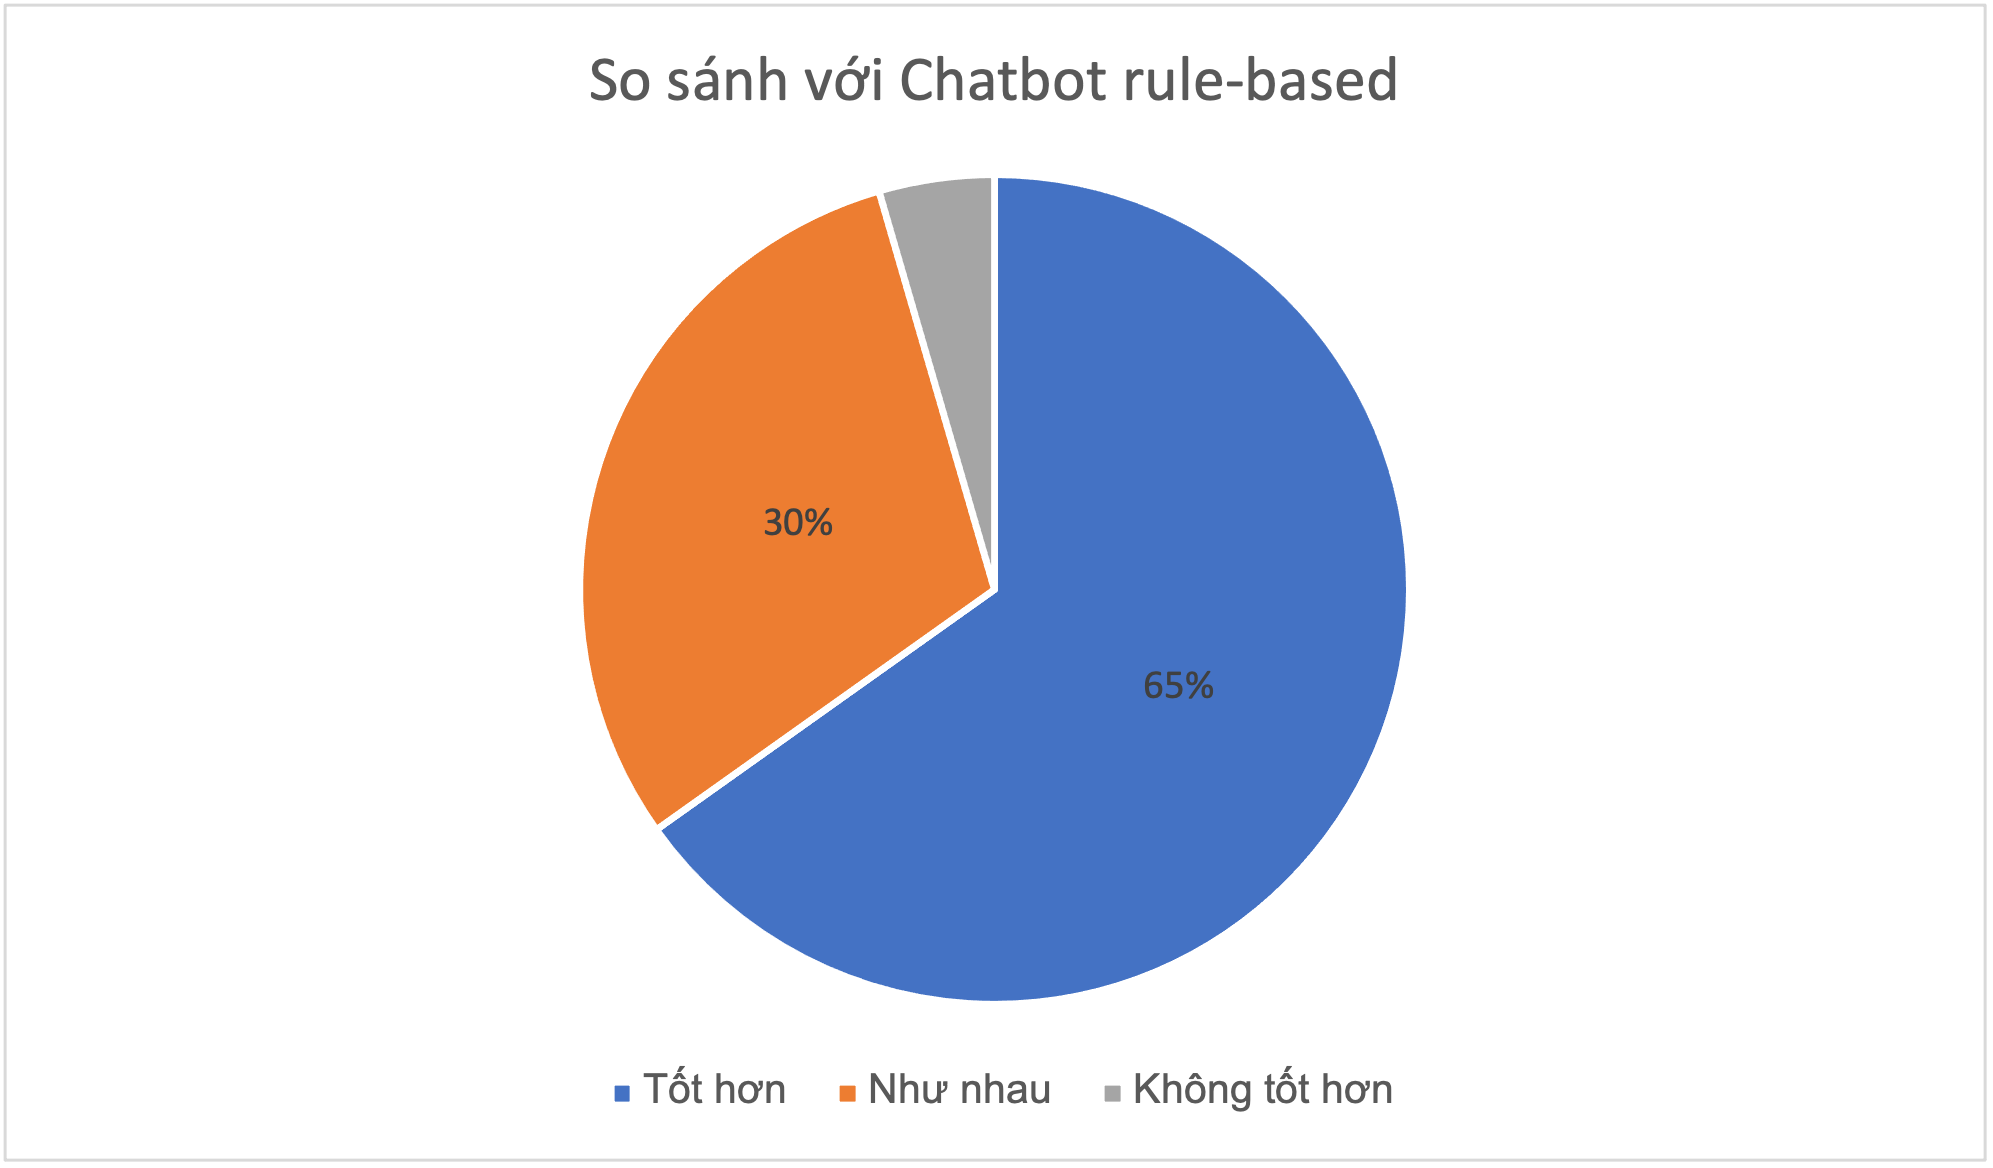 So sánh với Chatbot rule-based
30%
65%
Tốt hơn Như nhau Không tốt hơn